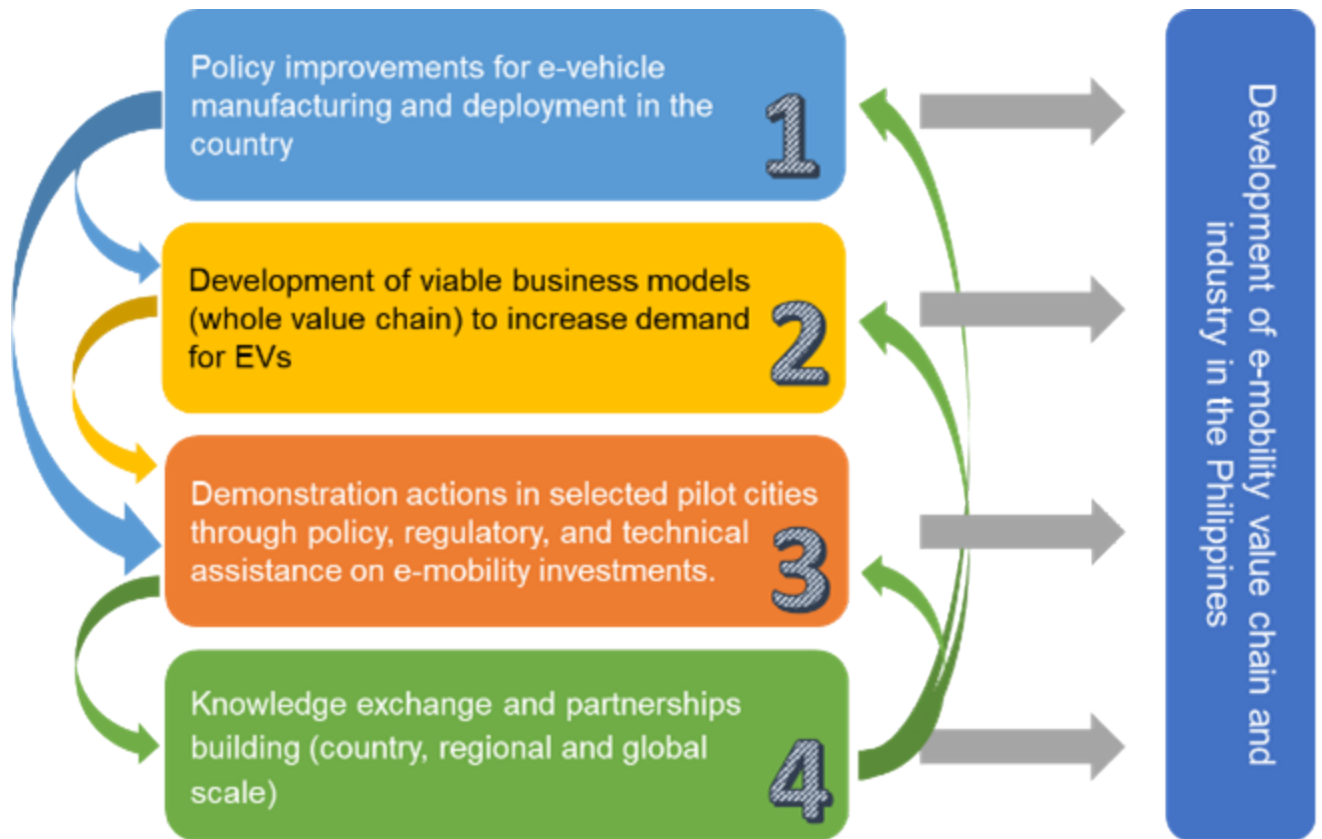 Policy improvements for e-vehicle
manufacturing and deployment in the
country
1
Development of viable business models
(whole value chain) to increase demand
for EVs
2
Demonstration actions in selected pilot cities
through policy, regulatory, and technical
assistance on e-mobility investments.
3
Knowledge exchange and partnerships
building (country, regional and global
scale)
4
Development of e-mobility value chain and
industry in the Philippines